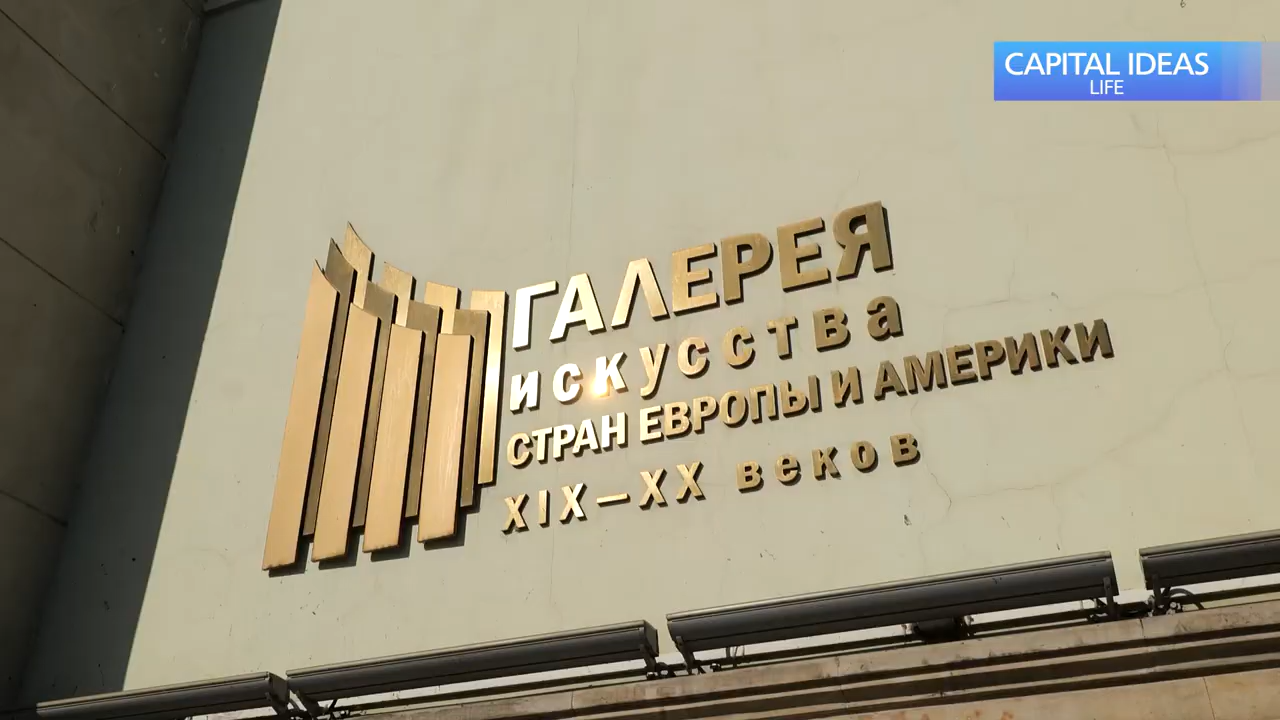 CAPITAL IDEAS
LIFE
ГАЛЕРЕЯ
искусства
СТРАН ЕВРОПЫ И АМЕРИКИ
XIX–XX веков